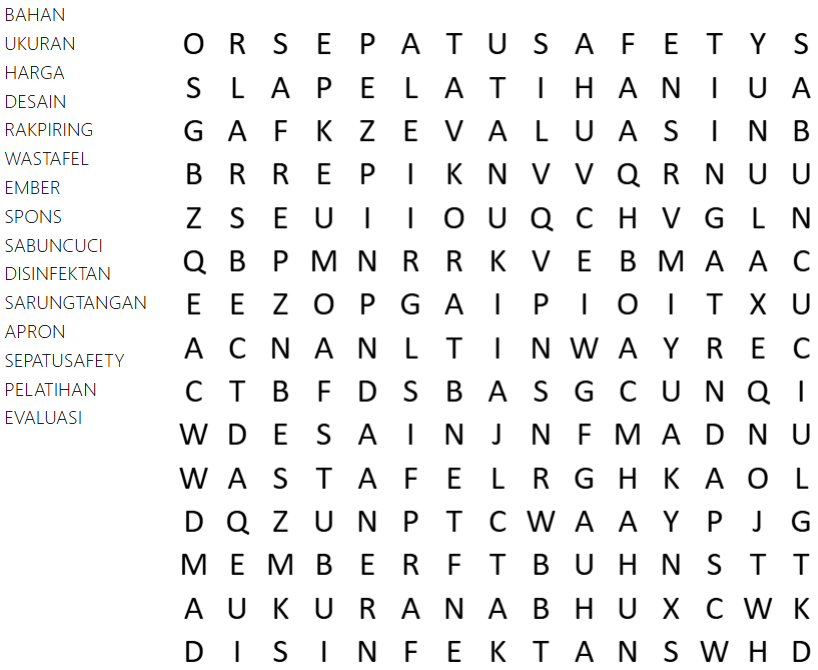 BAHAN
UKURAN
HARGA
DESAIN
RAKPIRING
WASTAFEL
EMBER
SPONS
SABUNCUCI
DISINFEKTAN
SARUNGTANGAN
APRON
SEPATUSAFETY
PELATIHAN
EVALUASI
O R S E P A T U S A F E T Y S
S L A P E L A T I H A N I U A
G A F K Z E V A L U A S I N B
B R R E P I K N V V Q R N U U
Z S E U I I O U Q C H V G L N
Q B P M N R R K V E B M A A C
E E Z O P G A I P I O I T X U
A C N A N L T I N W A Y R E C
C T B F D S B A S G C U N Q I
W D E S A I N J N F M A D N U
W A S T A F E L R G H K A O L
D Q Z U N P T C W A A Y P J G
M E M B E R F T B U H N S T T
A U K U R A N A B H U X C W K
D I S I N F E K T A N S W H D